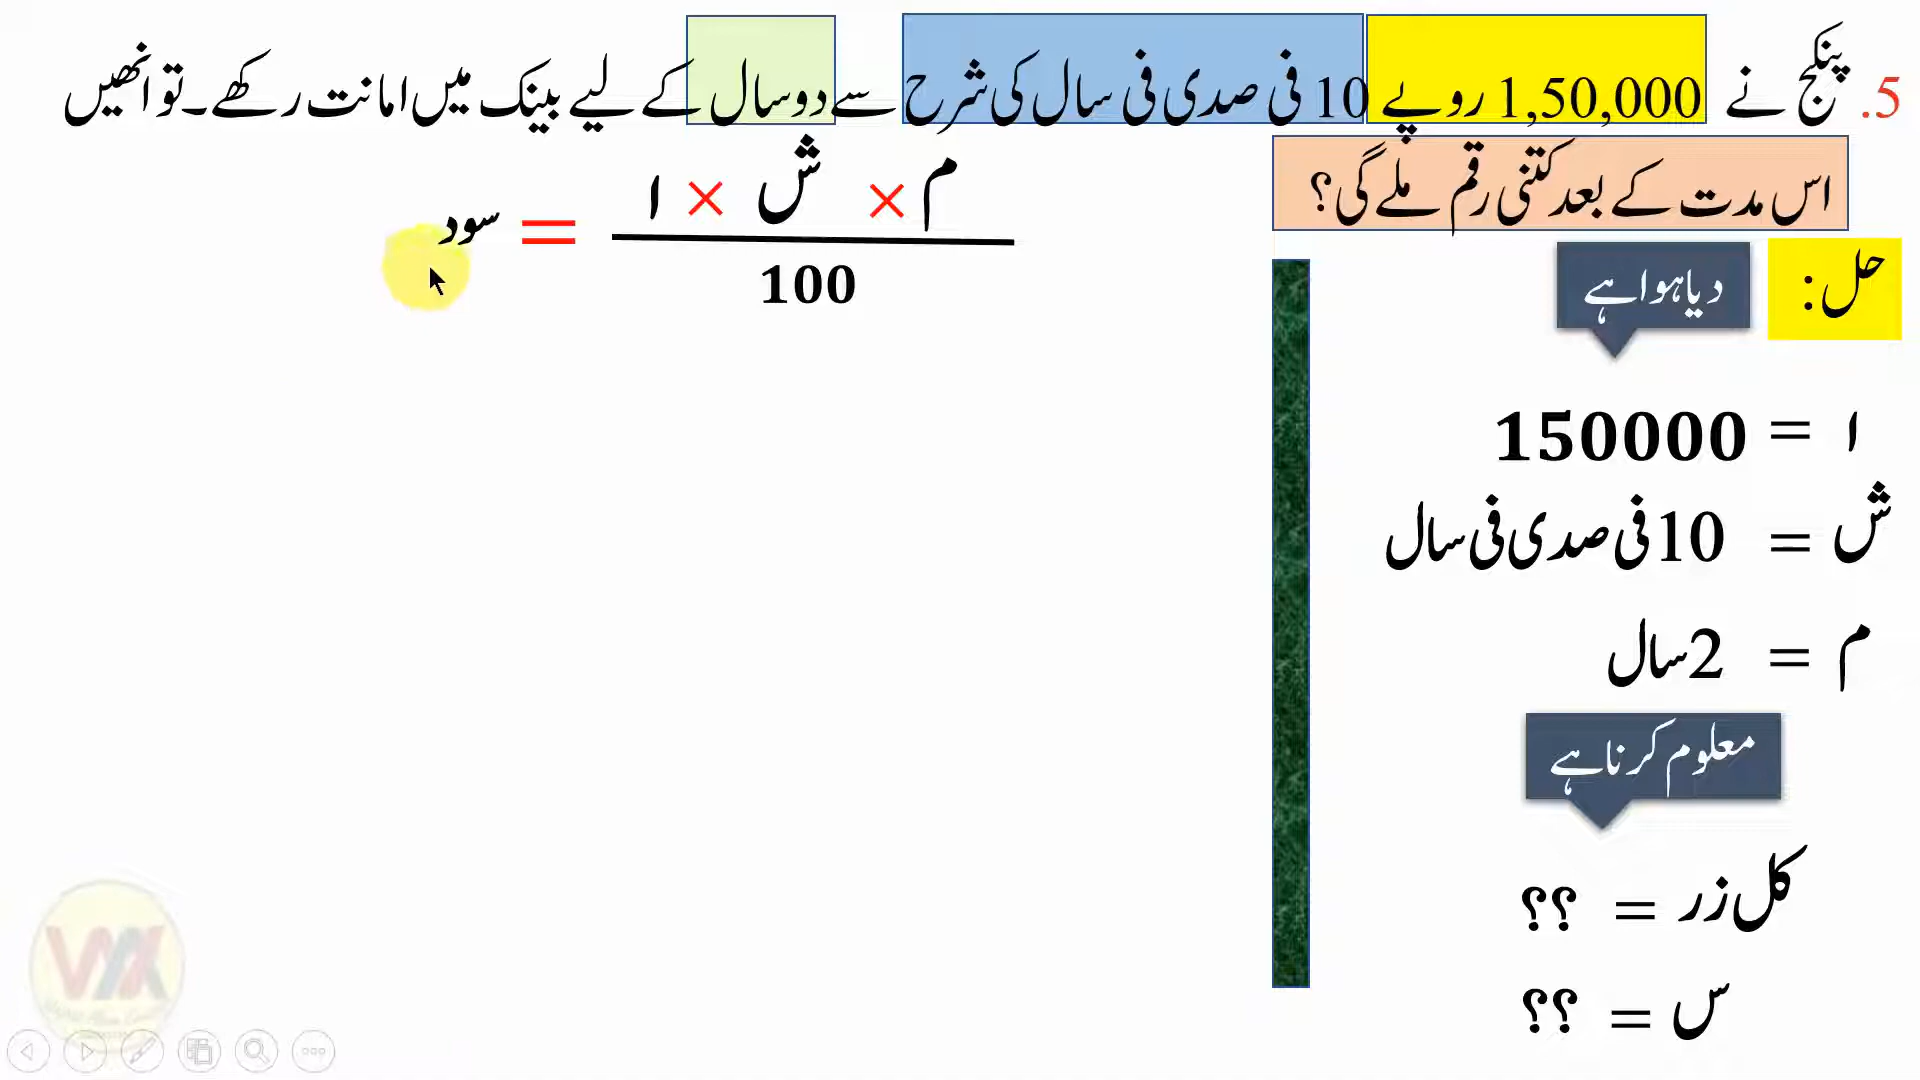 5. پنکج نے 1,50,000 روپے 10 فی صدی فی سال کی شرح سے دو سال کے لیے بینک میں امانت رکھے۔ تو انھیں
اس مدت کے بعد کتنی رقم ملے گی؟
سود = ا × ش × م
100
حل:
دیا ہوا ہے
ا = 150000
ش = 10 فی صدی فی سال
م = 2 سال
معلوم کرنا ہے
کل زر = ؟؟
س = ؟؟